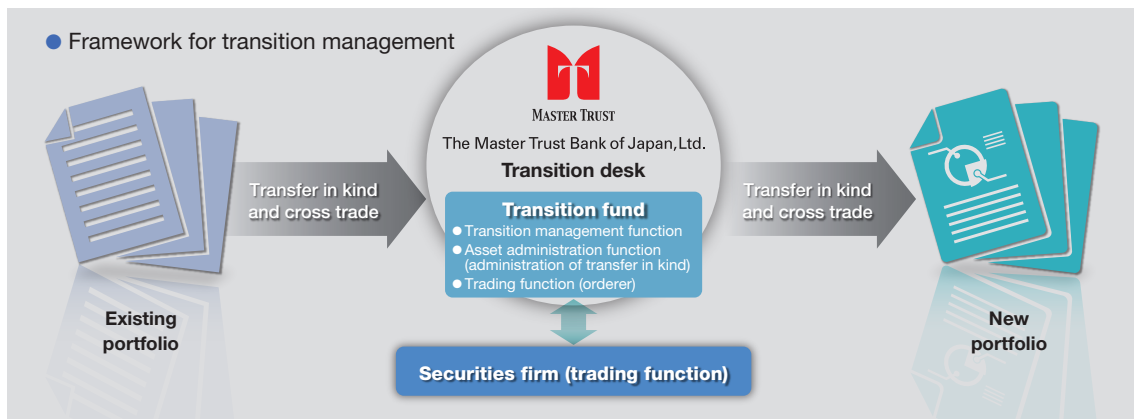 ● Framework for transition management
MASTER TRUST
The Master Trust Bank of Japan,Ltd.
Transition desk
Transfer in kind
and cross trade
Transition fund
● Transition management function
● Asset administration function
(administration of transfer in kind)
● Trading function (orderer)
Transfer in kind
and cross trade
Existing
portfolio
New
portfolio
Securities firm (trading function)